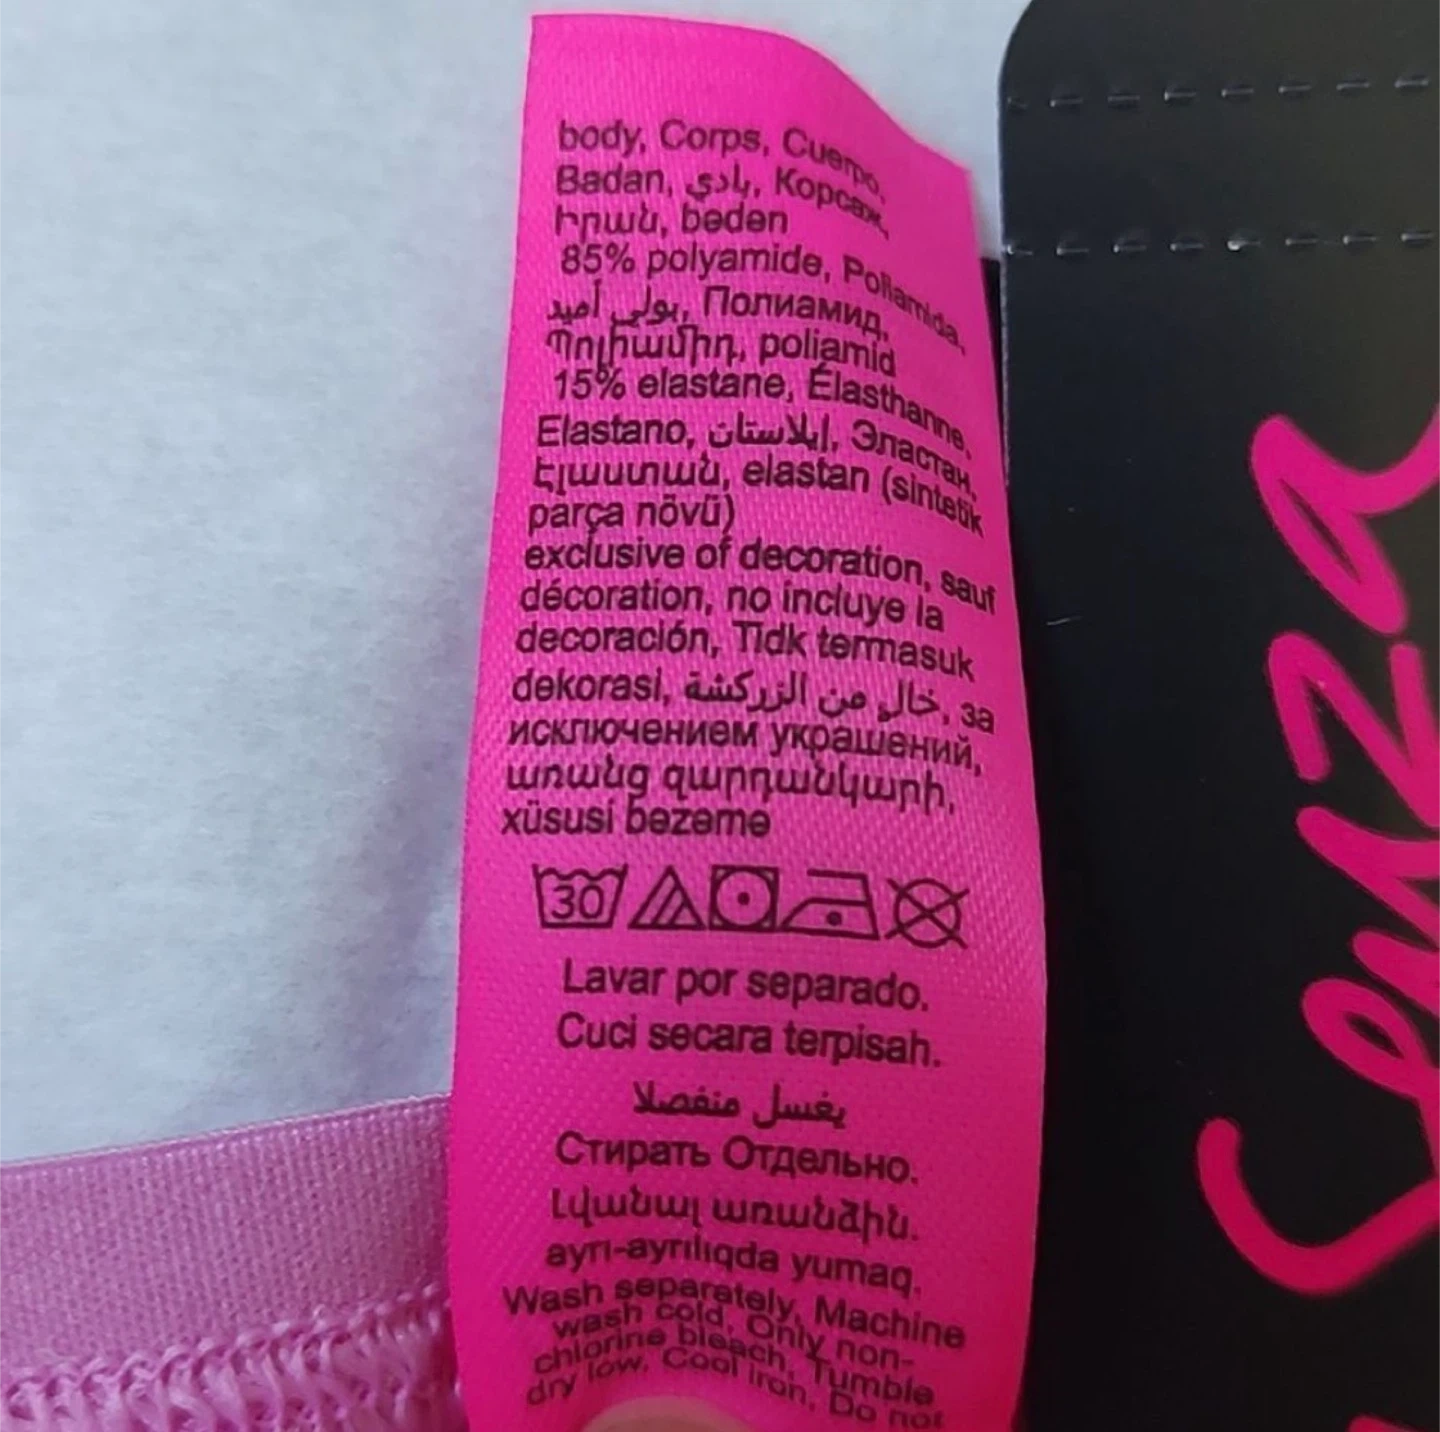 body, Corps, Cuerpo,
Badan, بادي, Корсаж,
Իրան, bədən
85% polyamide, Poliamida,
بولي أميد, Полиамид,
Պոլիամիդ, poliamid
15% elastane, Élasthanne,
Elastano, إيلاستان, Эластан,
Էլաստան, elastan (sintetik
parça növü)
exclusive of decoration, sauf
décoration, no incluye la
decoración, Tidk termasuk
dekorasi, خالي من الزركشة, за
исключением украшений,
առանց զարդանկարի,
xüsusi bəzəmə
30
Lavar por separado.
Cuci secara terpisah.
يغسل منفصلا
Стирать Отдельно.
Լվանալ առանձին.
ayrı-ayrılıqda yumaq.
Wash separately, Machine
wash cold, Only non-
chlorine bleach, Tumble
dry low, Cool iron, Do not
Senza